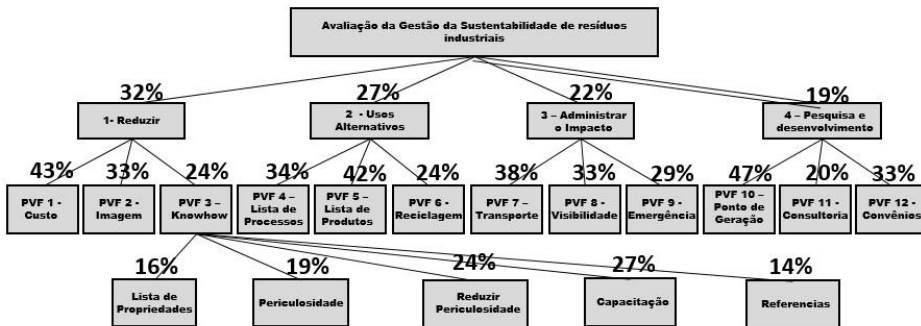 Avaliação da Gestão da Sustentabilidade de resíduos
industriais
32%
27%
22%
19%
1- Reduzir
2 - Usos
Alternativos
3 – Administrar
o Impacto
4 – Pesquisa e
desenvolvimento
43%
33%
24%
34%
42%
24%
38%
33%
29%
47%
20%
33%
PVF 1 -
Custo
PVF 2 -
Imagem
PVF 3 –
Knowhow
PVF 4 –
Lista de
Processos
PVF 5 –
Lista de
Produtos
PVF 6 -
Reciclagem
PVF 7 –
Transporte
PVF 8 -
Visibilidade
PVF 9 -
Emergência
PVF 10 –
Ponto de
Geração
PVF 11 -
Consultoria
PVF 12 -
Convênios
16%
19%
24%
27%
14%
Lista de
Propriedades
Periculosidade
Reduzir
Periculosidade
Capacitação
Referencias